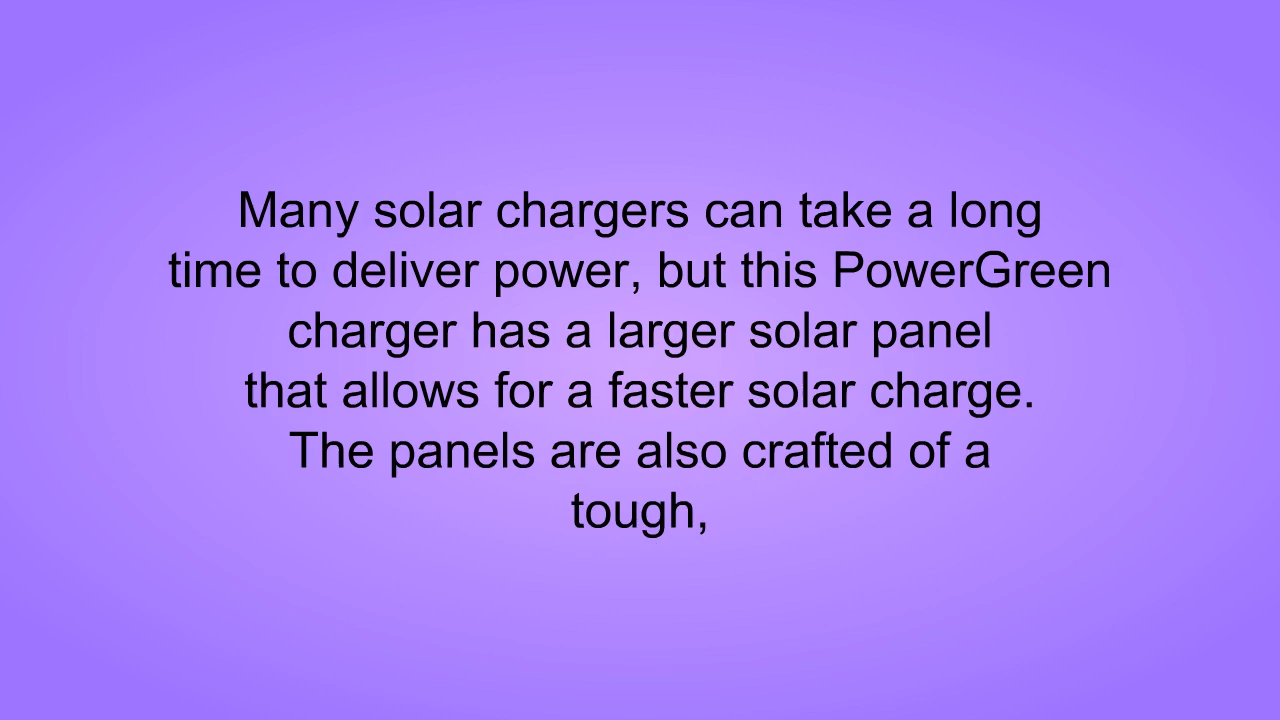 Many solar chargers can take a long
time to deliver power, but this PowerGreen
charger has a larger solar panel
that allows for a faster solar charge.
The panels are also crafted of a
tough,